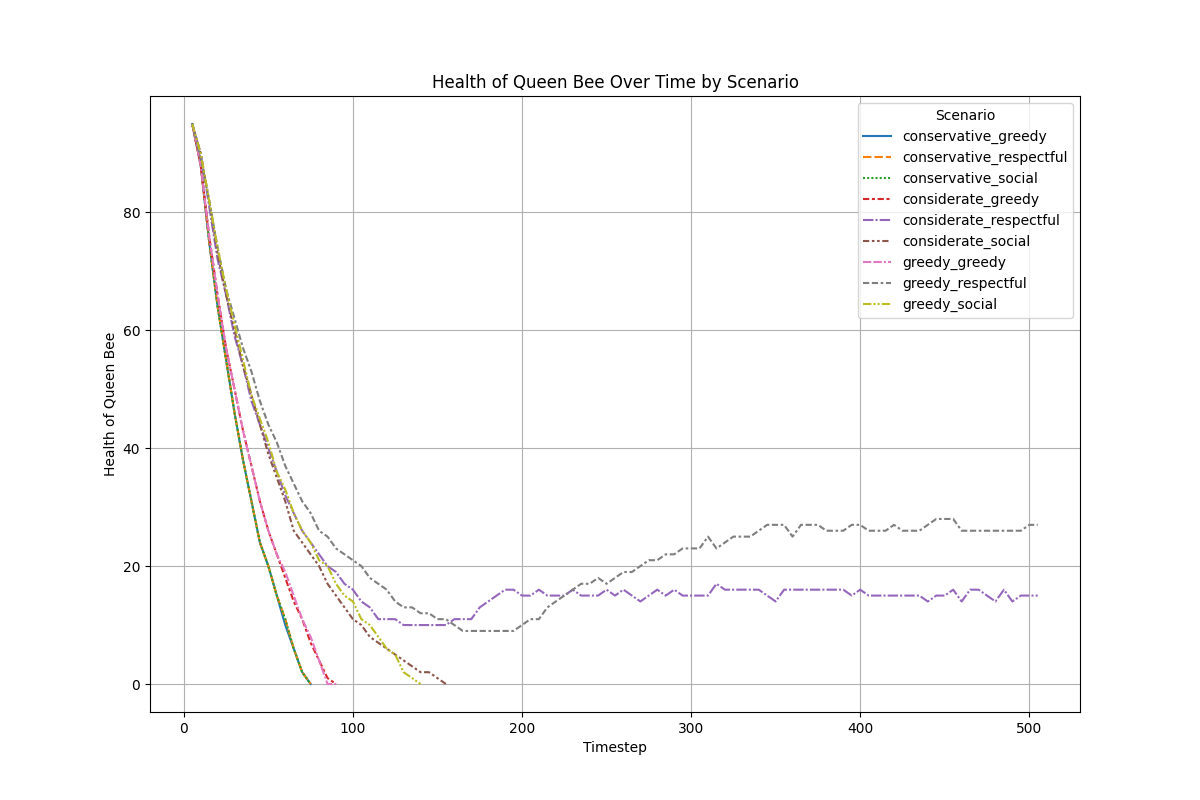 Health of Queen Bee Over Time by Scenario
Scenario
conservative_greedy
conservative_respectful
conservative_social
considerate_greedy
considerate_respectful
considerate_social
greedy_greedy
greedy_respectful
greedy_social
Health of Queen Bee
80
60
40
20
0
0 100 200 300 400 500
Timestep